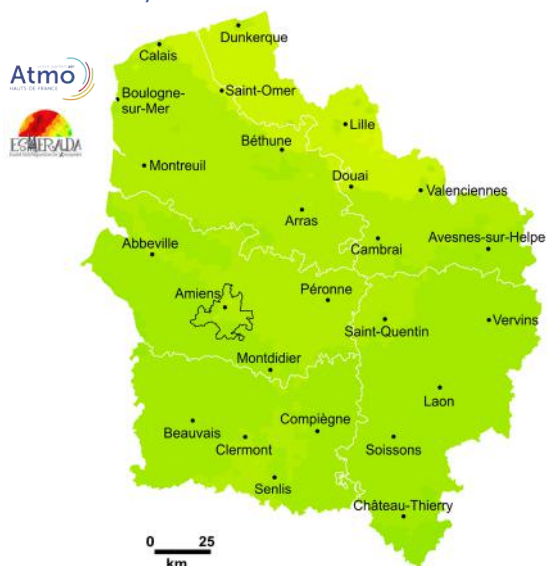 Dunkerque
Calais
Atmo
HAUTS-DE-FRANCE
Boulogne-
sur-Mer
Saint-Omer
Lille
ESMERALDA
Béthune
Montreuil
Douai
Valenciennes
Arras
Cambrai
Avesnes-sur-Helpe
Abbeville
Amiens
Péronne
Saint-Quentin
Vervins
Montdidier
Laon
Beauvais
Compiègne
Clermont
Soissons
Senlis
Château-Thierry
0 25
km